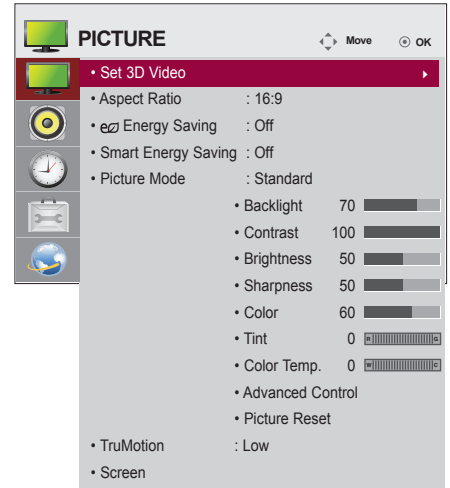 PICTURE Move OK
• Set 3D Video
• Aspect Ratio : 16:9
• Energy Saving : Off
• Smart Energy Saving : Off
• Picture Mode : Standard
• Backlight 70
• Contrast 100
• Brightness 50
• Sharpness 50
• Color 60
• Tint 0 R G
• Color Temp. 0 W C
• Advanced Control
• Picture Reset
• TruMotion : Low
• Screen